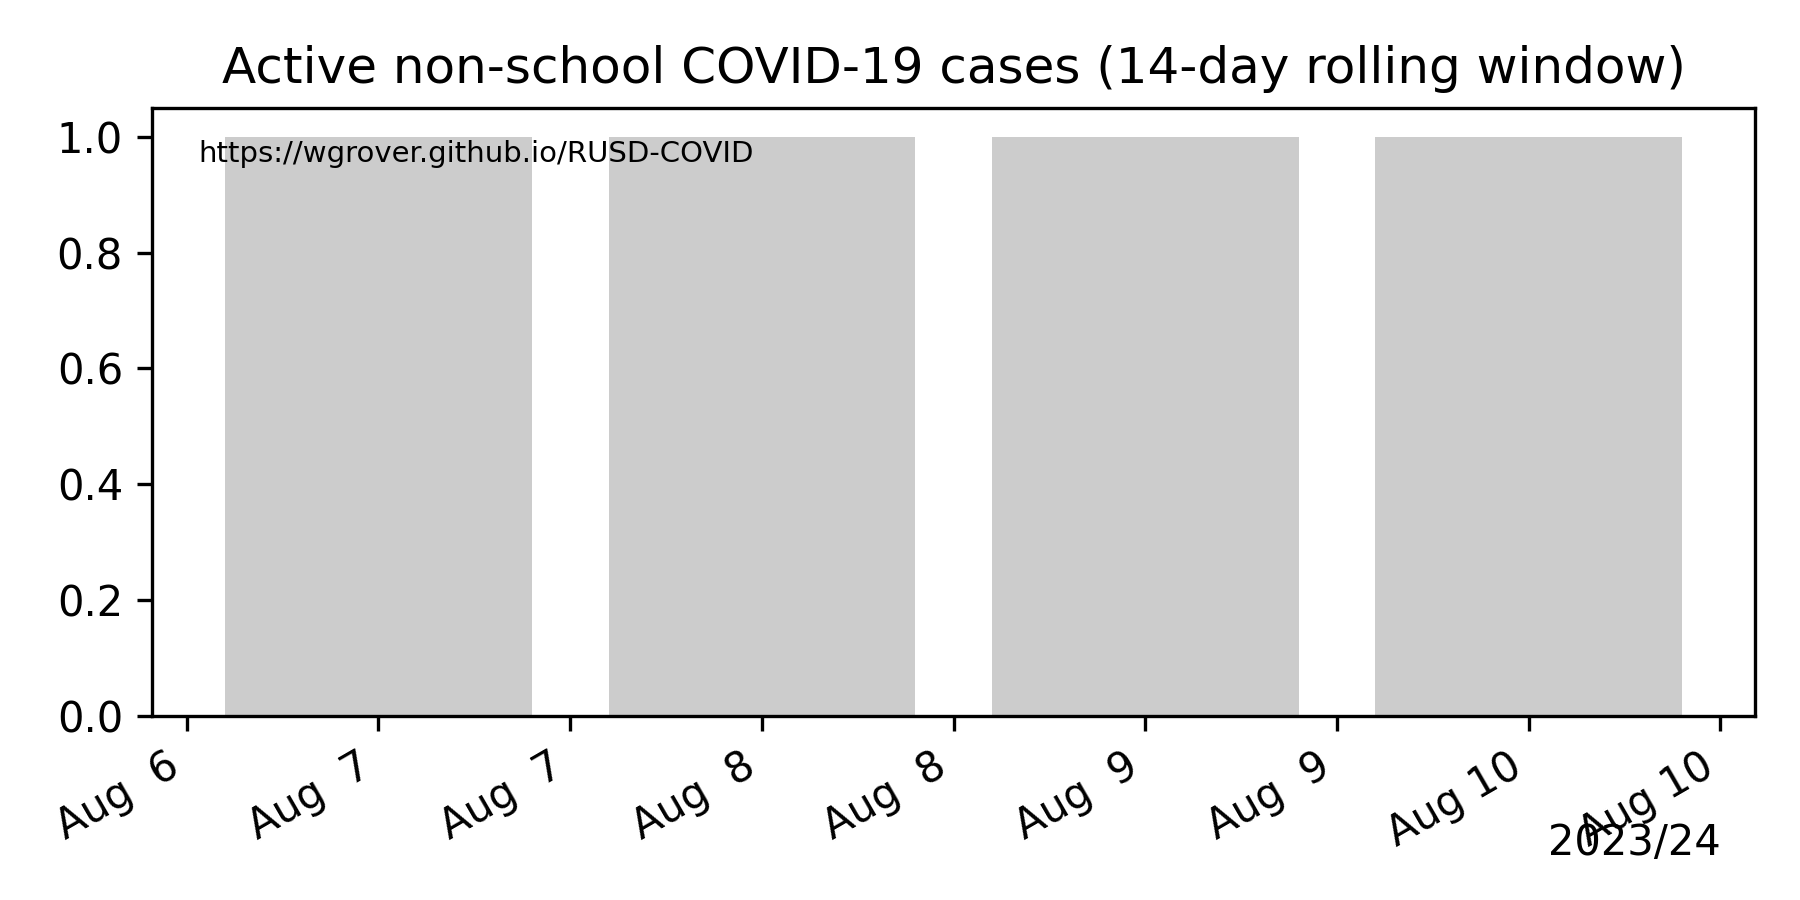 Active non-school COVID-19 cases (14-day rolling window)
1.0
https://wgrover.github.io/RUSD-COVID
0.8
0.6
0.4
0.2
0.0
Aug 6 Aug 7 Aug 7 Aug 8 Aug 8 Aug 9 Aug 9 Aug 10 Aug 10
2023/24